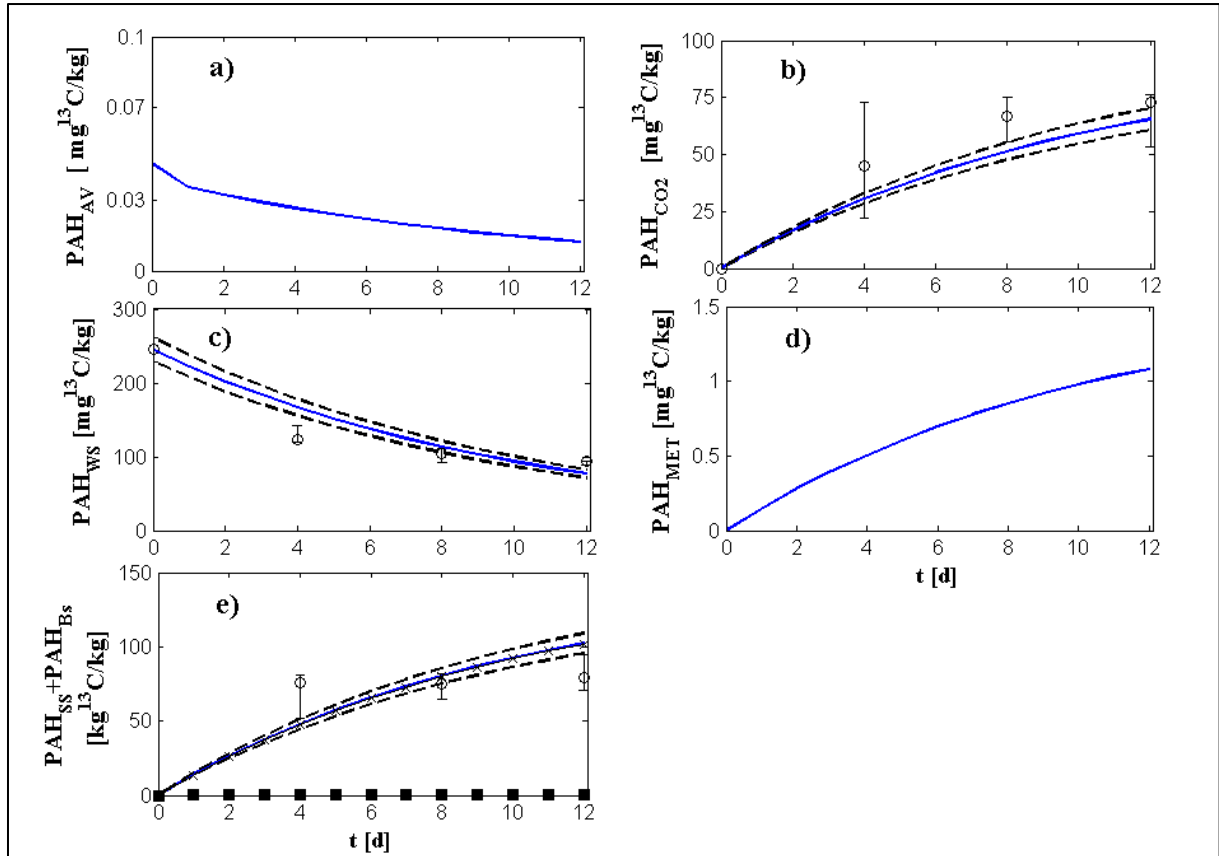 a)
PAH_AV [ mg^13C/kg]
0.1
0.07
0.03
0
0 2 4 6 8 10 12
b)
PAH_CO2 [mg^13C/kg]
100
75
50
25
0
0 2 4 6 8 10 12
c)
PAH_WS [mg^13C/kg]
300
200
100
0
0 2 4 6 8 10 12
d)
PAH_MET [mg^13C/kg]
1.5
1
0.5
0
0 2 4 6 8 10 12
t [d]
e)
PAH_SS+PAH_Bs
[kg^13C/kg]
150
100
50
0
0 2 4 6 8 10 12
t [d]